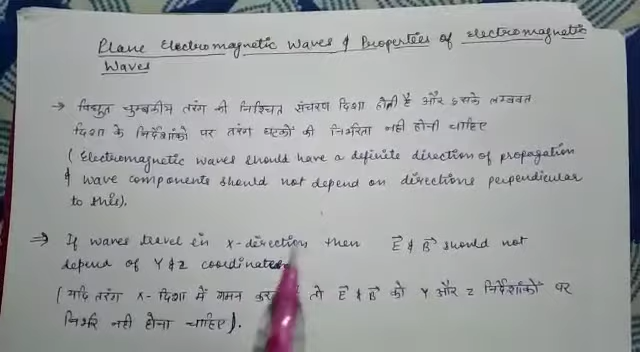 Plane Electromagnetic Waves & Properties of Electromagnetic
Waves
→ विद्युत चुम्बकीय तरंग की निश्चित संचरण दिशा होती है और इसके लम्बवत
दिशा के निर्देशांकों पर तरंग घटकों की निर्भरता नही होनी चाहिए
(Electromagnetic waves should have a definite direction of propagation
& wave components should not depend on directions perpendicular
to this).
→ If waves travel in X-direction then E⃗ & B⃗ should not
depend of Y & Z coordinates
(यदि तरंग X- दिशा में गमन तो E⃗ & B⃗ को Y और Z निर्देशांकों पर
निर्भर नही होना चाहिए).